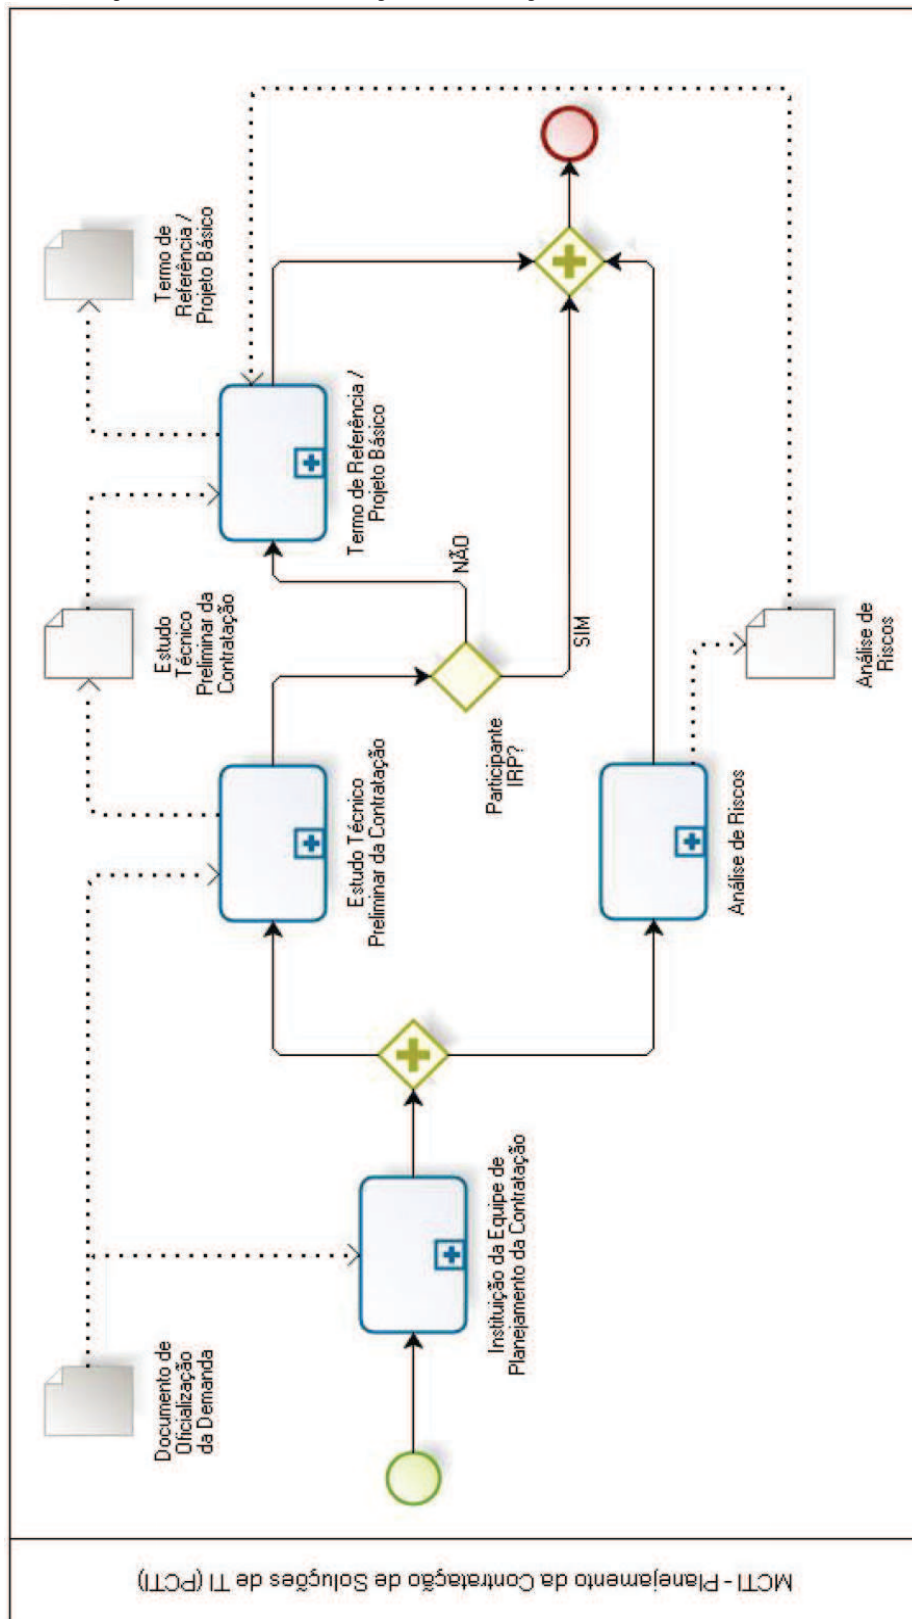 MCTI - Planejamento da Contratação de Soluções de TI (PCTI)
Documento de
Oficialização
da Demanda
Instituição da Equipe de
Planejamento da Contratação
Estudo Técnico
Preliminar da Contratação
Estudo
Técnico
Preliminar da
Contratação
Participante
IRP?
NÃO
SIM
Termo de Referência /
Projeto Básico
Termo de
Referência /
Projeto Básico
Análise de Riscos
Análise de
Riscos